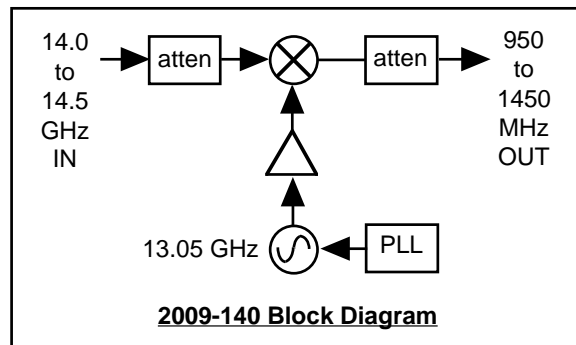 14.0
to
14.5
GHz
IN
atten
atten
950
to
1450
MHz
OUT
13.05 GHz
PLL
2009-140 Block Diagram